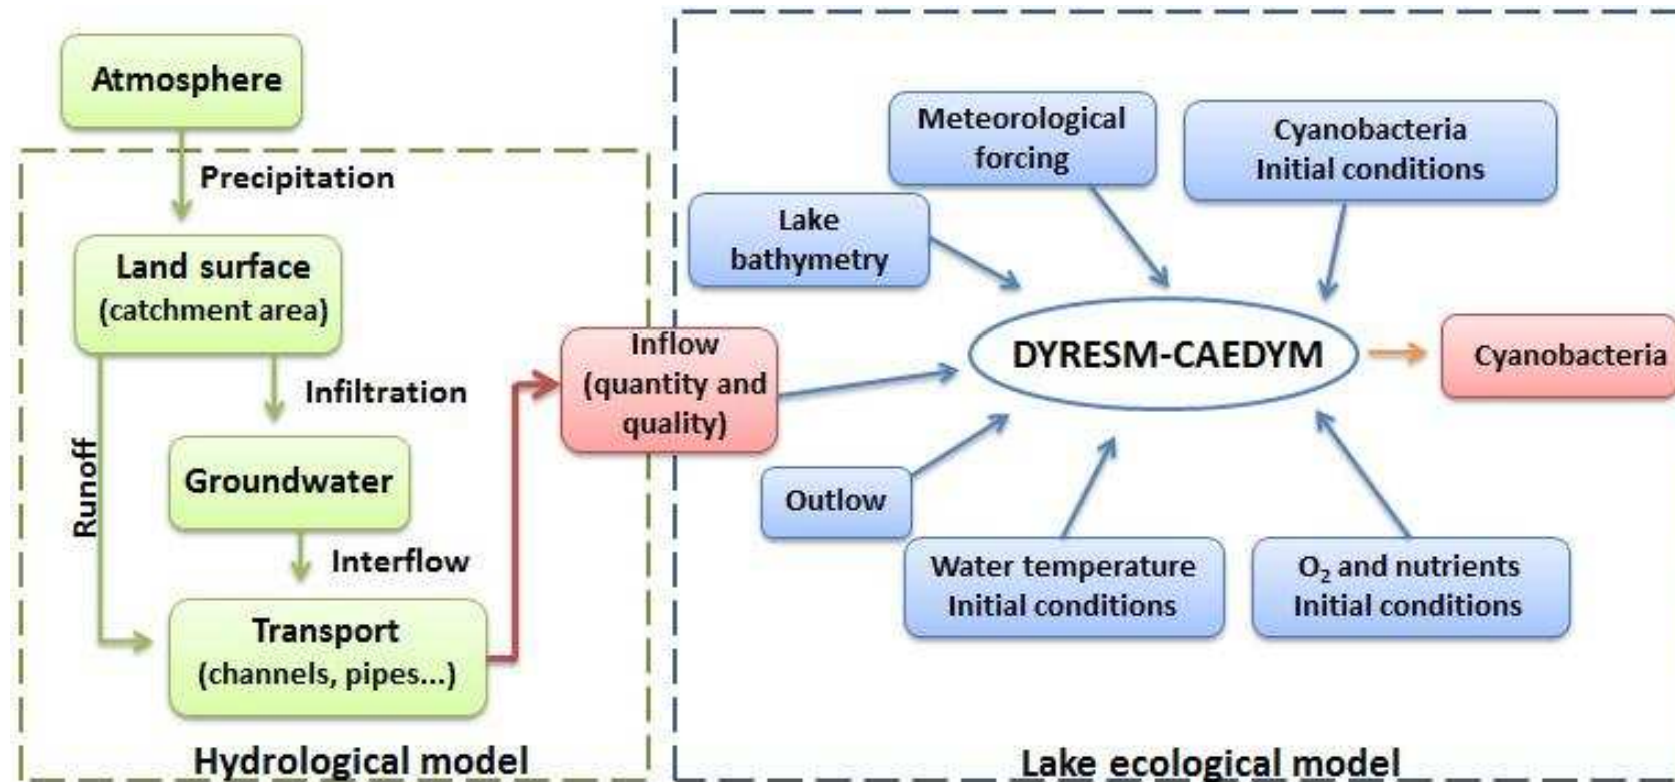 Atmosphere
Precipitation
Land surface
(catchment area)
Infiltration
Runoff
Groundwater
Interflow
Transport
(channels, pipes...)
Hydrological model
Inflow
(quantity and
quality)
Meteorological
forcing
Cyanobacteria
Initial conditions
Lake
bathymetry
DYRESM-CAEDYM
Cyanobacteria
Outlow
Water temperature
Initial conditions
O₂ and nutrients
Initial conditions
Lake ecological model